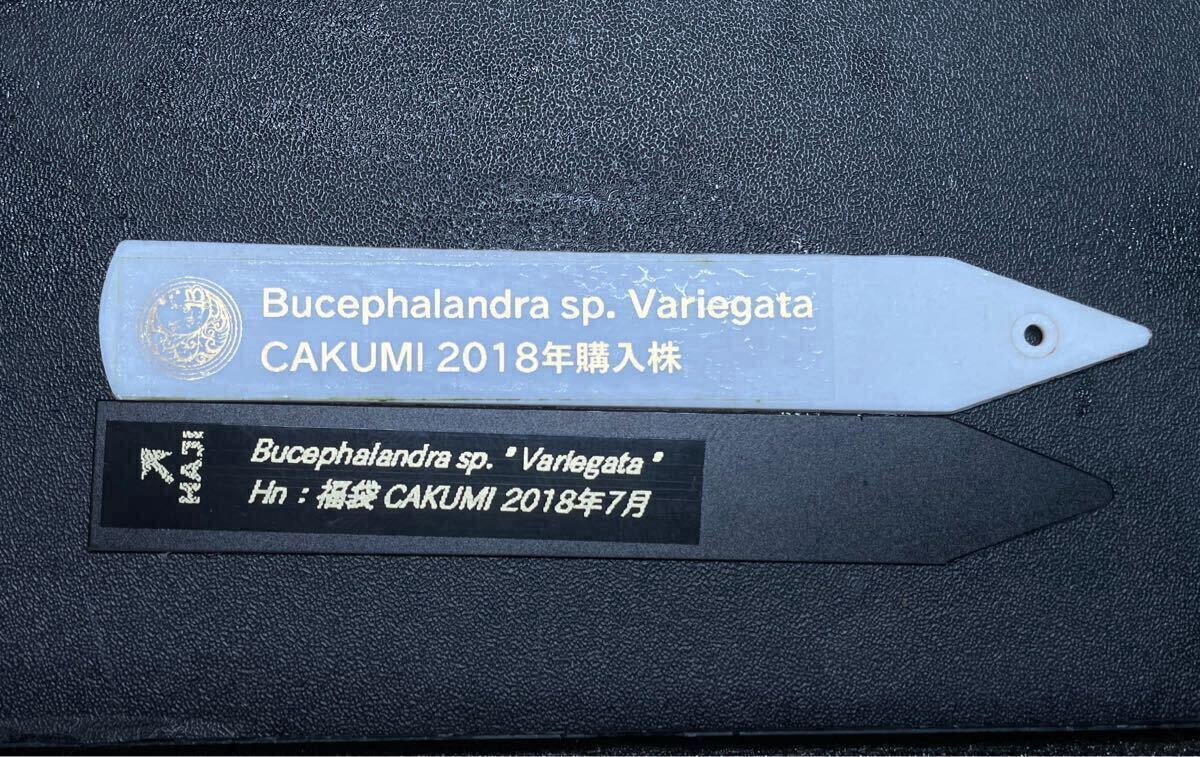 Bucephalandra sp. Variegata
CAKUMI 2018年購入株
HAJI
Bucephalandra sp. "Variegata"
Hn : 福袋 CAKUMI 2018年7月